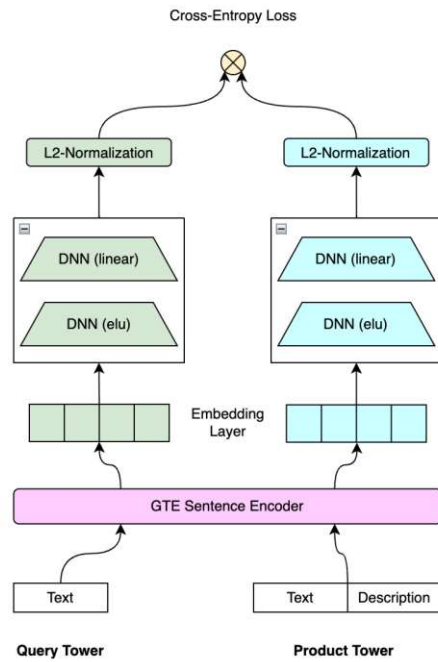 Cross-Entropy Loss
L2-Normalization
L2-Normalization
DNN (linear)
DNN (linear)
DNN (elu)
DNN (elu)
Embedding
Layer
GTE Sentence Encoder
Text
Text
Description
Query Tower
Product Tower